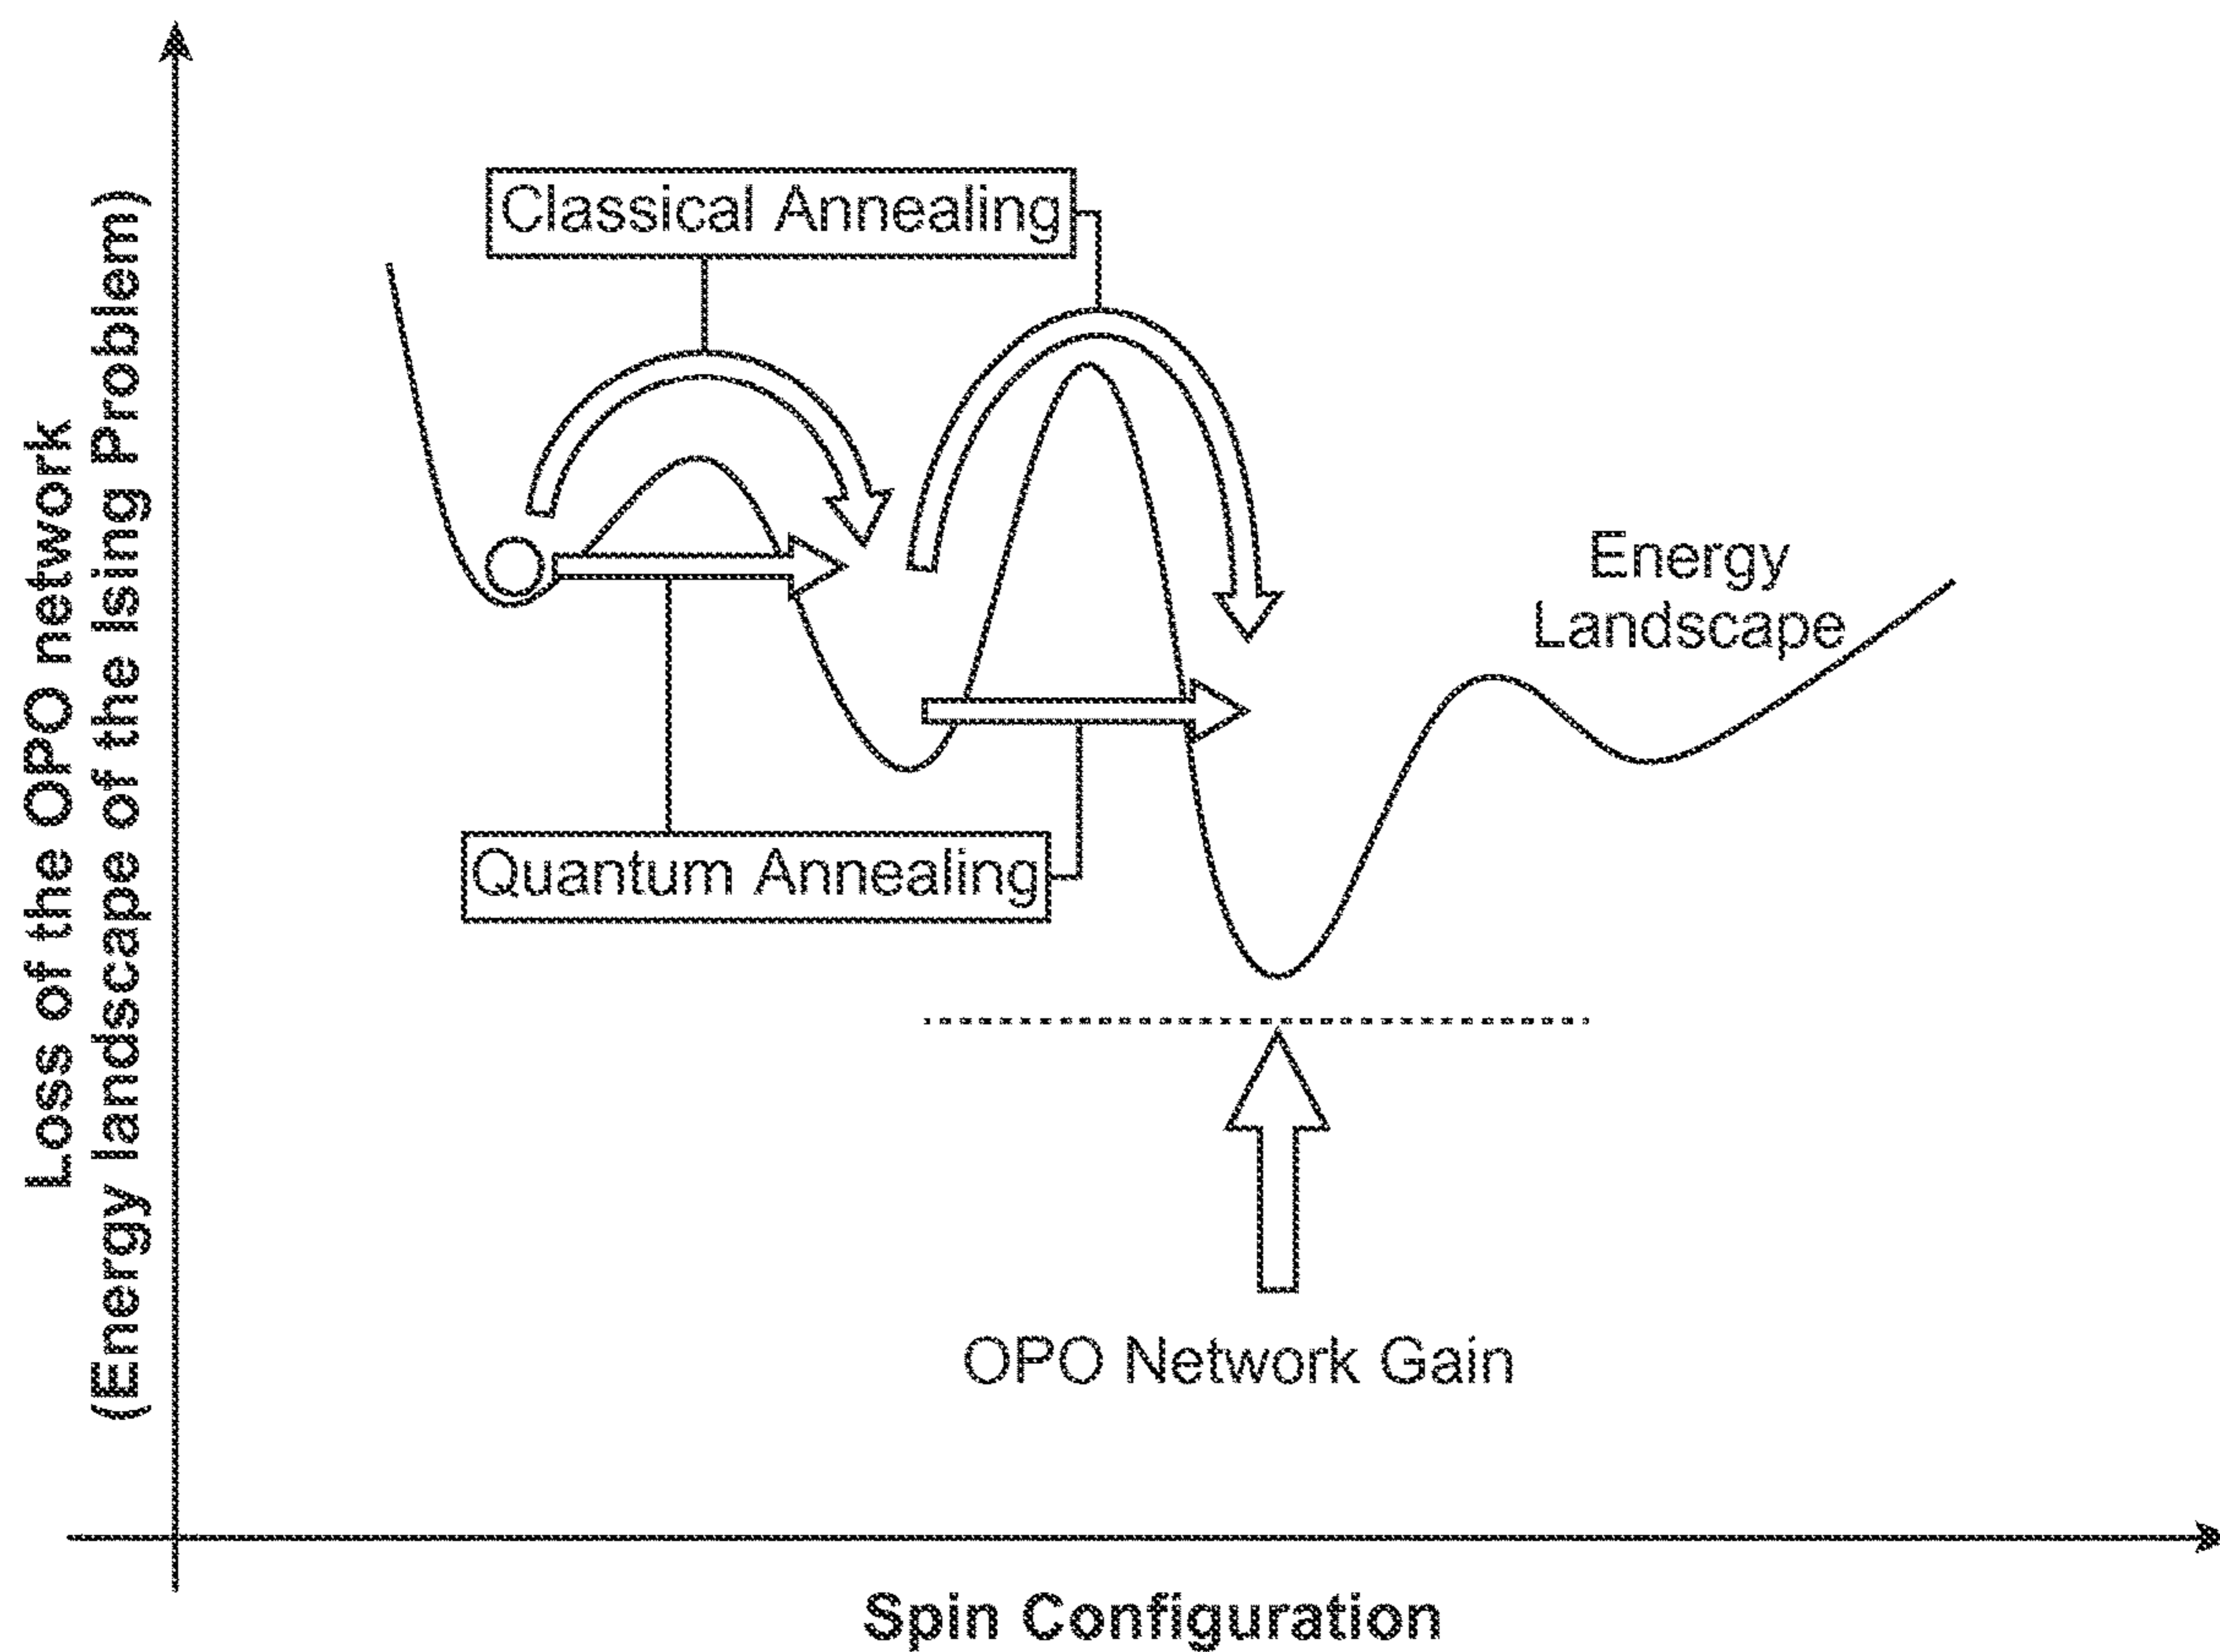 Loss of the OPO network
(Energy landscape of the Ising Problem)
Classical Annealing
Energy
Landscape
Quantum Annealing
OPO Network Gain
Spin Configuration